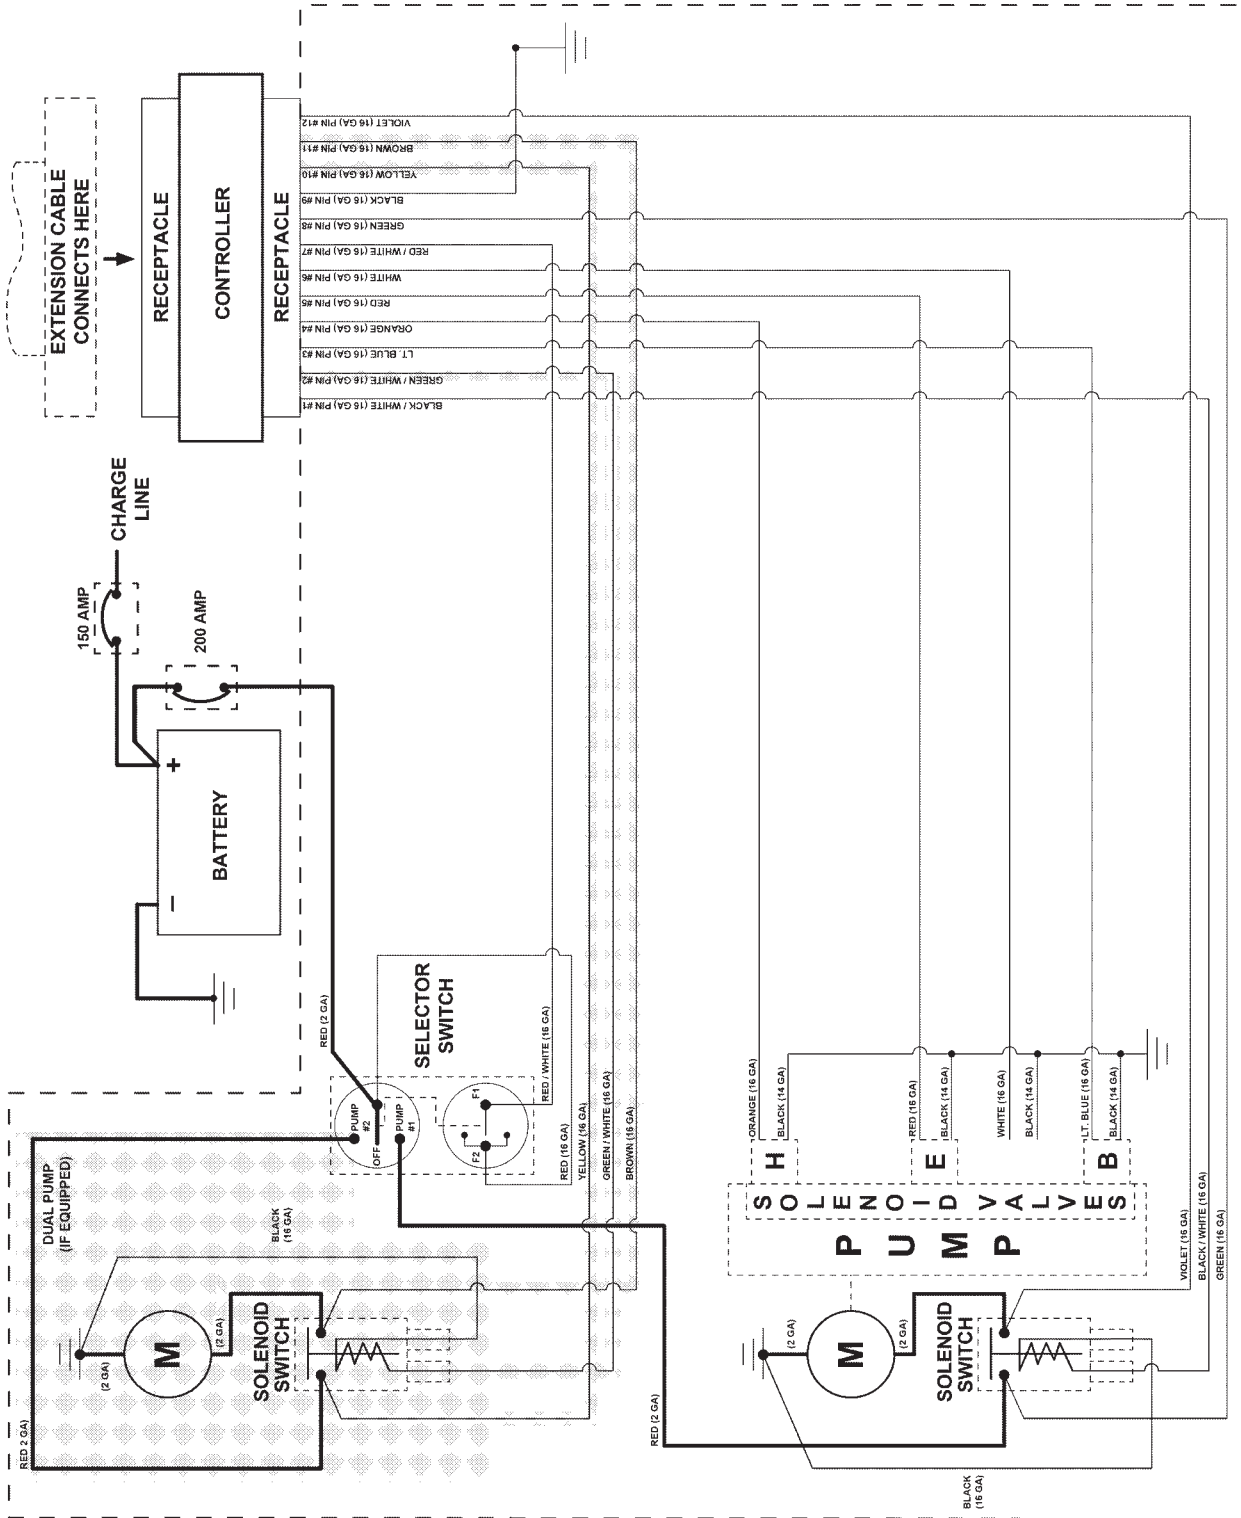 EXTENSION CABLE
CONNECTS HERE
RECEPTACLE
CONTROLLER
RECEPTACLE
VIOLET (16 GA) PIN #12
BROWN (16 GA) PIN #11
YELLOW (16 GA) PIN #10
BLACK (16 GA) PIN #9
GREEN (16 GA) PIN #8
RED / WHITE (16 GA) PIN #7
WHITE (16 GA) PIN #6
RED (16 GA) PIN #5
ORANGE (16 GA) PIN #4
LT. BLUE (16 GA) PIN #3
GREEN / WHITE (16 GA) PIN #2
BLACK / WHITE (16 GA) PIN #1
CHARGE
LINE
150 AMP
200 AMP
+
BATTERY
–
RED (2 GA)
SELECTOR
SWITCH
PUMP
#2
OFF
PUMP
#1
F1
F2
RED / WHITE (16 GA)
RED (16 GA)
YELLOW (16 GA)
GREEN / WHITE (16 GA)
BROWN (16 GA)
DUAL PUMP
(IF EQUIPPED)
BLACK
(16 GA)
RED 2 GA)
(2 GA)
M
(2 GA)
SOLENOID
SWITCH
RED (2 GA)
ORANGE (16 GA)
BLACK (14 GA)
RED (16 GA)
BLACK (14 GA)
WHITE (16 GA)
BLACK (14 GA)
LT. BLUE (16 GA)
BLACK (14 GA)
H
E
B
SOLENOID VALVES
PUMP
VIOLET (16 GA)
BLACK / WHITE (16 GA)
GREEN (16 GA)
(2 GA)
M
(2 GA)
SOLENOID
SWITCH
BLACK
(16 GA)